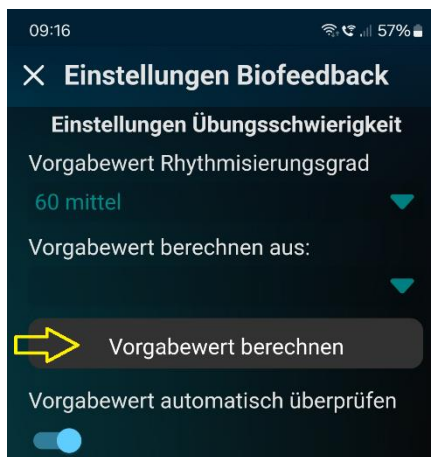 09:16 57%
Einstellungen Biofeedback
Einstellungen Übungsschwierigkeit
Vorgabewert Rhythmisierungsgrad
60 mittel
Vorgabewert berechnen aus:
Vorgabewert berechnen
Vorgabewert automatisch überprüfen